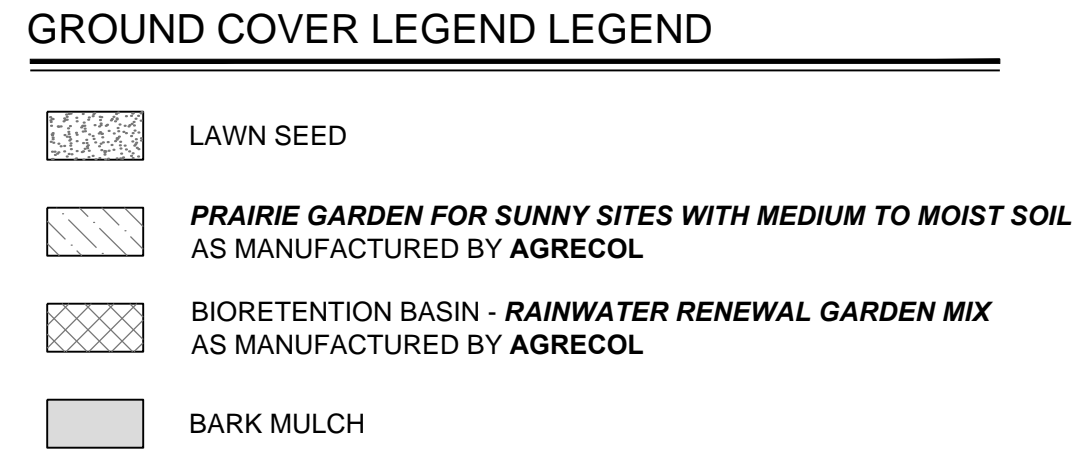 GROUND COVER LEGEND LEGEND
LAWN SEED
PRAIRIE GARDEN FOR SUNNY SITES WITH MEDIUM TO MOIST SOIL
AS MANUFACTURED BY AGRECOL
BIORETENTION BASIN - RAINWATER RENEWAL GARDEN MIX
AS MANUFACTURED BY AGRECOL
BARK MULCH